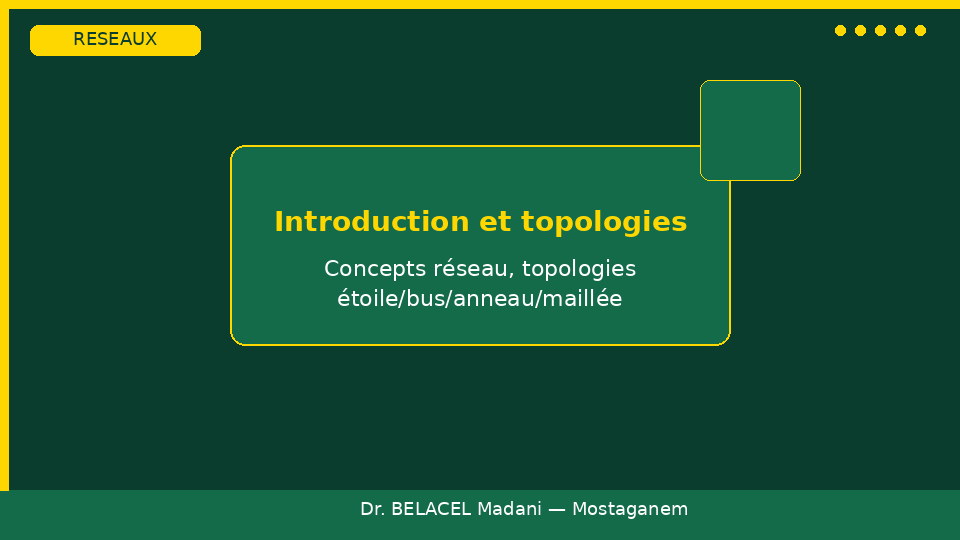 RESEAUX
Introduction et topologies
Concepts réseau, topologies
étoile/bus/anneau/maillée
Dr. BELACEL Madani — Mostaganem